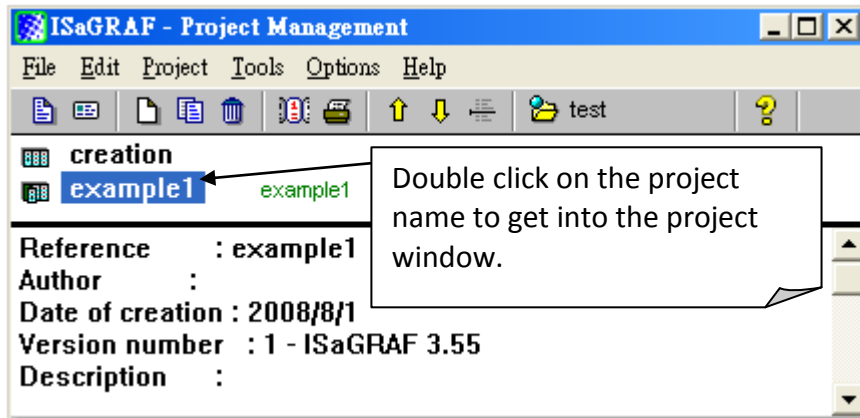 ISaGRAF - Project Management
File Edit Project Tools Options Help
test
creation
example1 example1
Double click on the project
name to get into the project
window.
Reference : example1
Author :
Date of creation : 2008/8/1
Version number : 1 - ISaGRAF 3.55
Description :